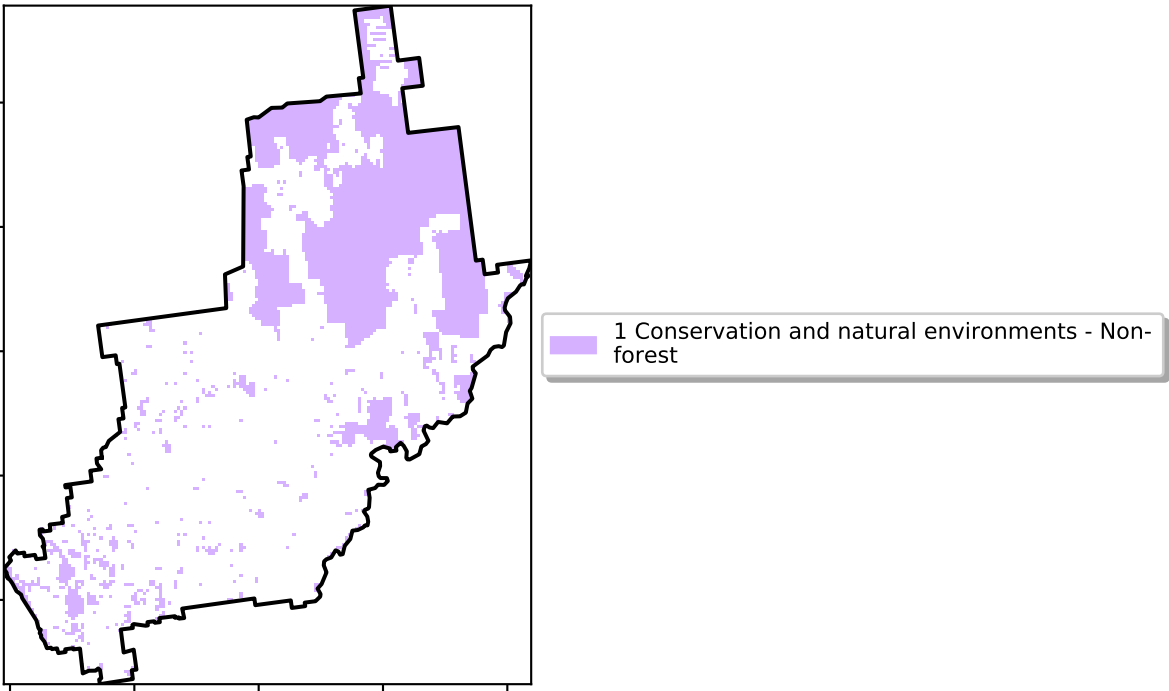 1 Conservation and natural environments - Non-
forest